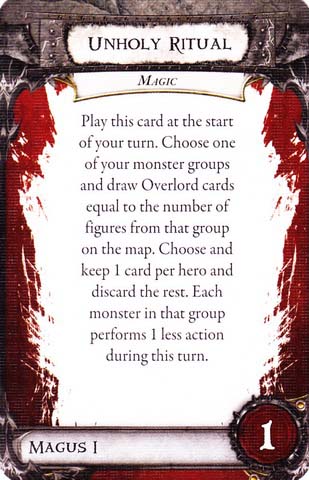 Unholy Ritual
Magic
Play this card at the start
of your turn. Choose one
of your monster groups
and draw Overlord cards
equal to the number of
figures from that group
on the map. Choose and
keep 1 card per hero and
discard the rest. Each
monster in that group
performs 1 less action
during this turn.
Magus I
1